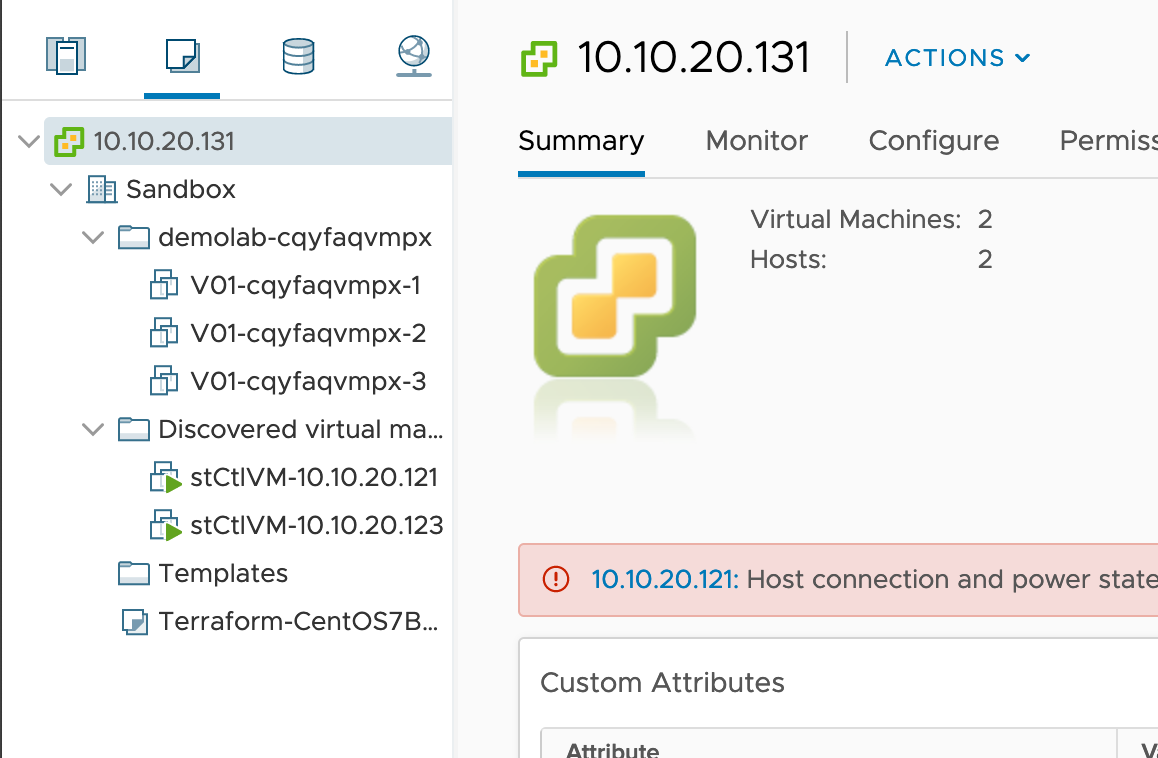 10.10.20.131
Sandbox
demolab-cqyfaqvmpx
V01-cqyfaqvmpx-1
V01-cqyfaqvmpx-2
V01-cqyfaqvmpx-3
Discovered virtual ma...
stCtlVM-10.10.20.121
stCtlVM-10.10.20.123
Templates
Terraform-CentOS7B...
10.10.20.131 ACTIONS
Summary Monitor Configure Permiss
Virtual Machines: 2
Hosts: 2
10.10.20.121: Host connection and power state
Custom Attributes
Attribute